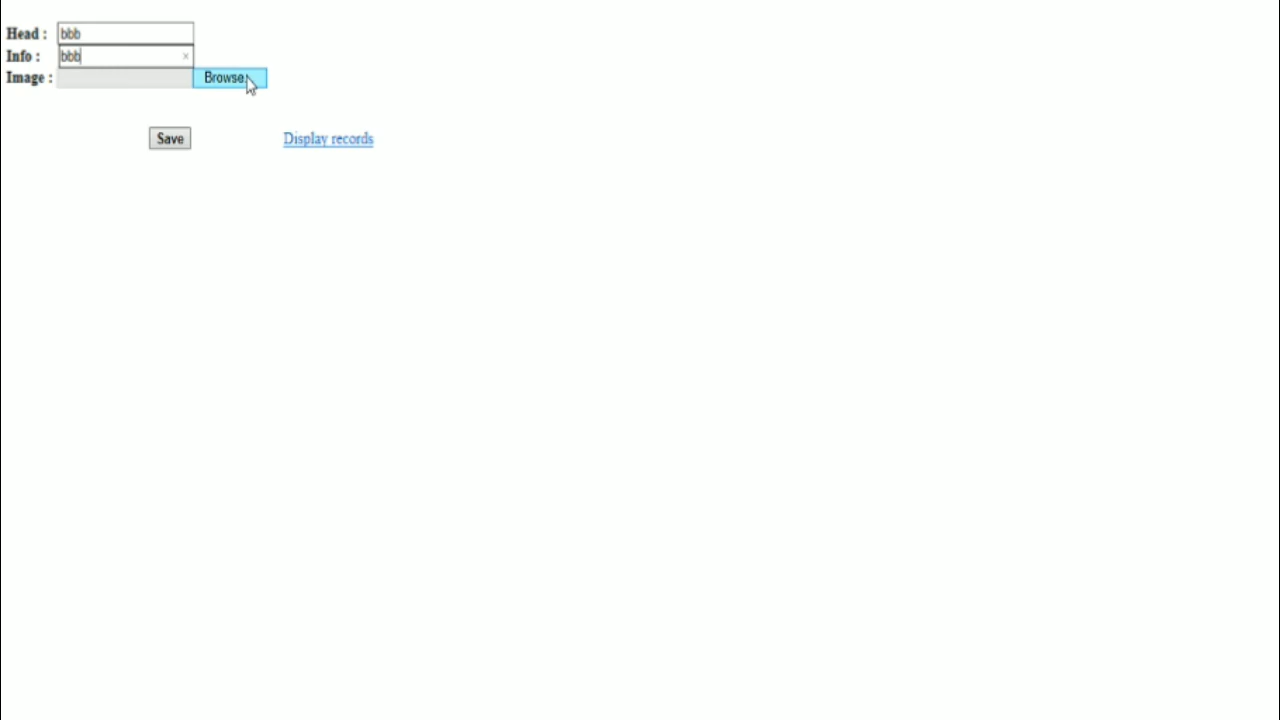 Head : bbb
Info : bbb ×
Image : Browse...
Save Display records